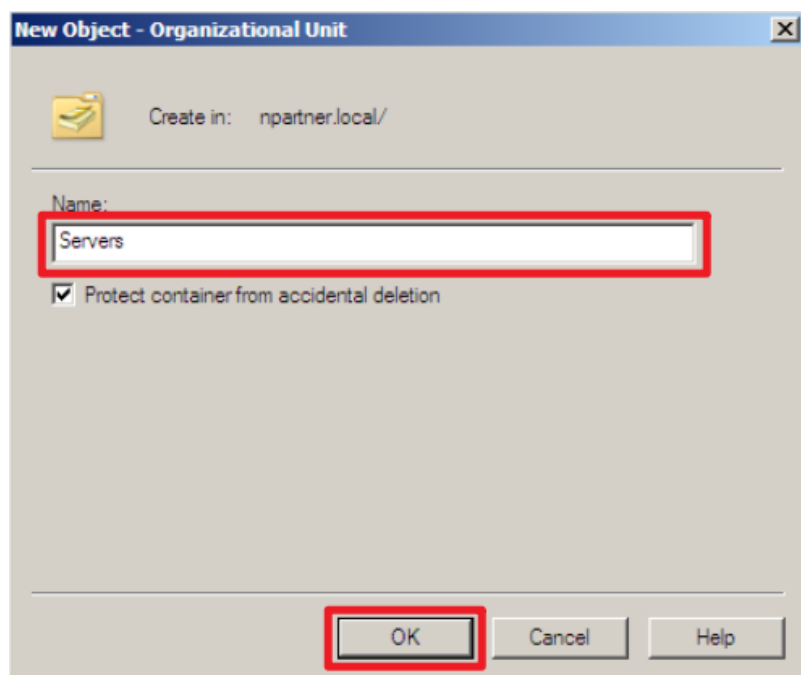 New Object - Organizational Unit
Create in: npartner.local/
Name:
Servers
Protect container from accidental deletion
OK Cancel Help